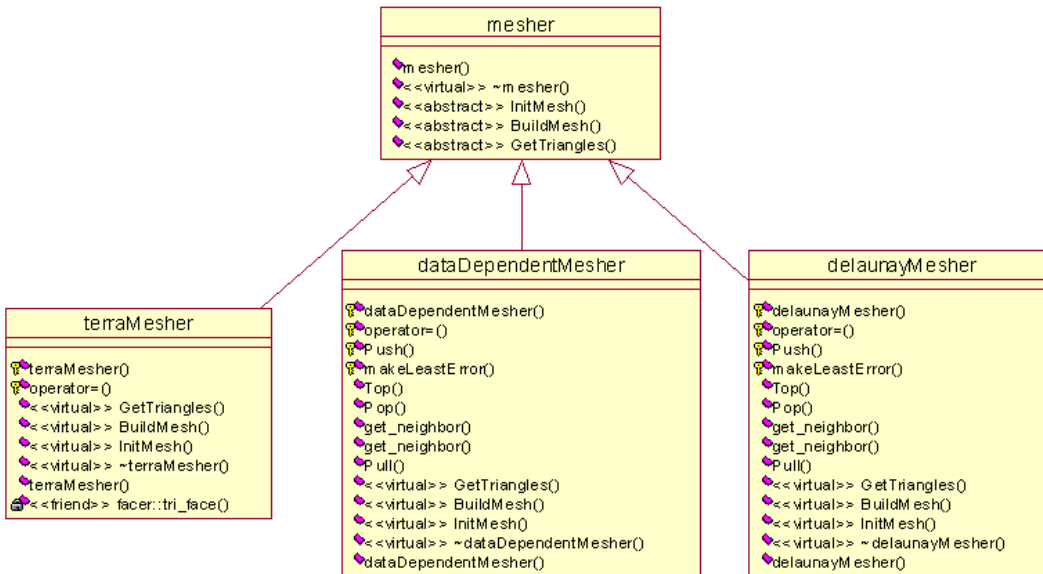 mesher
mesher()
<<virtual>> ~mesher()
<<abstract>> InitMesh()
<<abstract>> BuildMesh()
<<abstract>> GetTriangles()
terraMesher
terraMesher()
operator=()
<<virtual>> GetTriangles()
<<virtual>> BuildMesh()
<<virtual>> InitMesh()
<<virtual>> ~terraMesher()
terraMesher()
<<friend>> facer::tri_face()
dataDependentMesher
dataDependentMesher()
operator=()
Push()
makeLeastError()
Top()
Pop()
get_neighbor()
get_neighbor()
Pull()
<<virtual>> GetTriangles()
<<virtual>> BuildMesh()
<<virtual>> InitMesh()
<<virtual>> ~dataDependentMesher()
dataDependentMesher()
delaunayMesher
delaunayMesher()
operator=()
Push()
makeLeastError()
Top()
Pop()
get_neighbor()
get_neighbor()
Pull()
<<virtual>> GetTriangles()
<<virtual>> BuildMesh()
<<virtual>> InitMesh()
<<virtual>> ~delaunayMesher()
delaunayMesher()